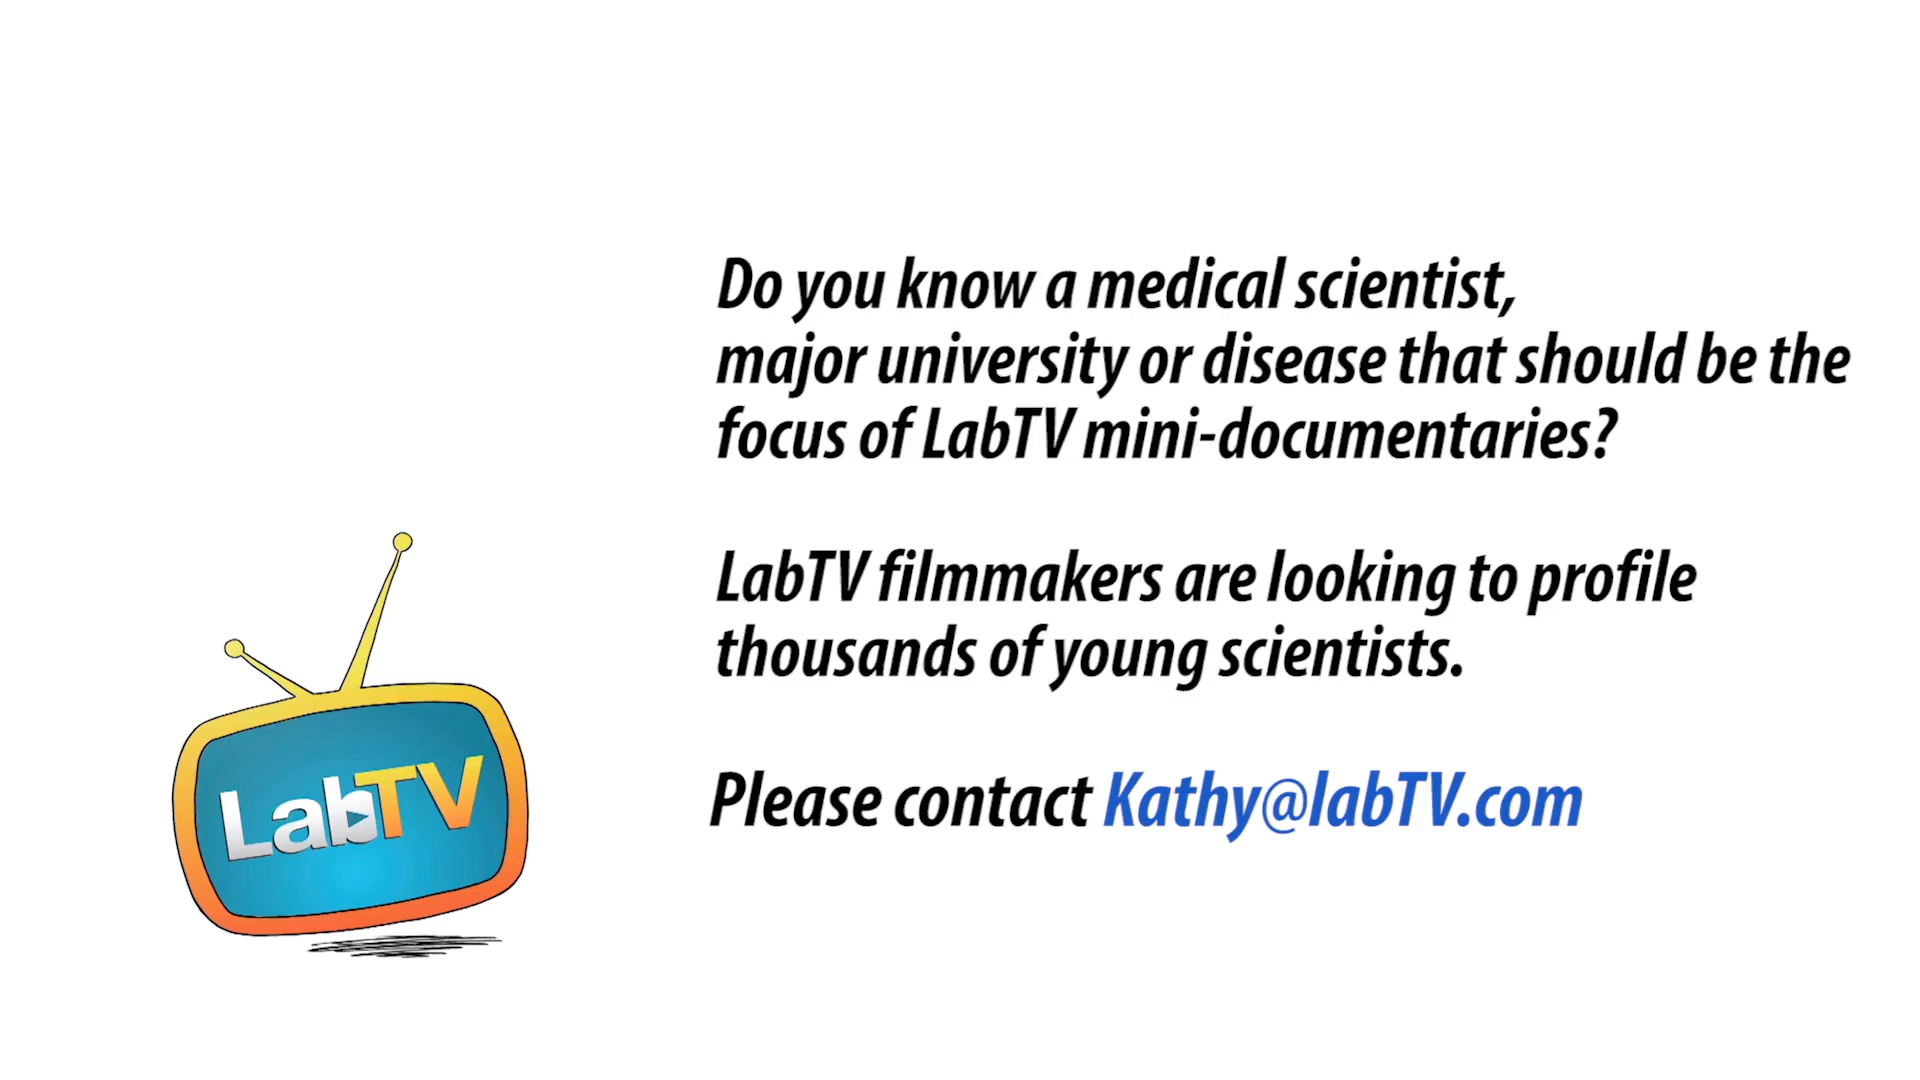 Do you know a medical scientist,
major university or disease that should be the
focus of LabTV mini-documentaries?
LabTV filmmakers are looking to profile
thousands of young scientists.
Please contact Kathy@labTV.com
LabTV